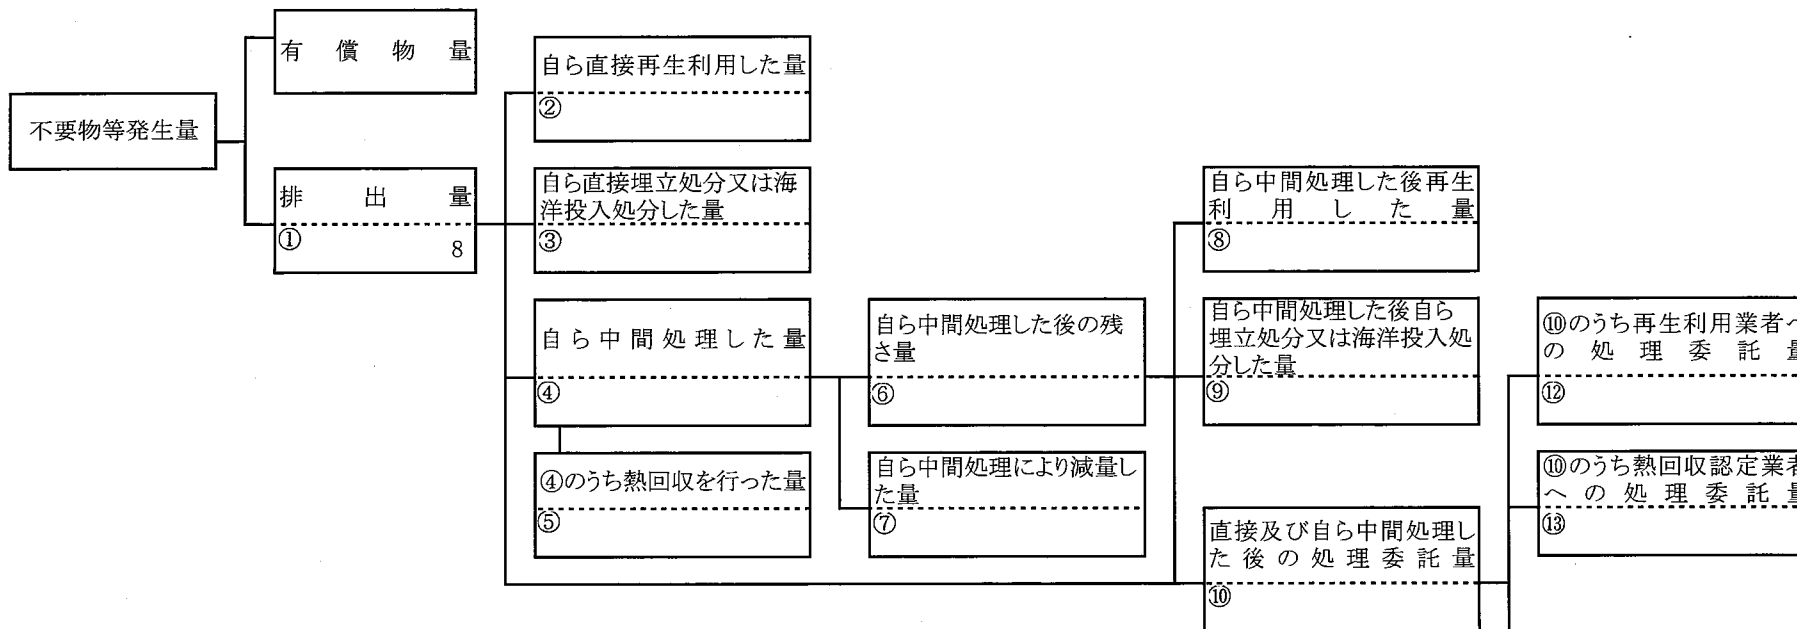 不要物等発生量
有償物量
排出量
①
8
自ら直接再生利用した量
②
自ら直接埋立処分又は海
洋投入処分した量
③
自ら中間処理した量
④
④のうち熱回収を行った量
⑤
自ら中間処理した後の残
さ量
⑥
自ら中間処理により減量し
た量
⑦
自ら中間処理した後再生
利用した量
⑧
自ら中間処理した後自ら
埋立処分又は海洋投入処
分した量
⑨
直接及び自ら中間処理し
た後の処理委託量
⑩
⑩のうち再生利用業者へ
の処理委託量
⑫
⑩のうち熱回収認定業者
への処理委託量
⑬